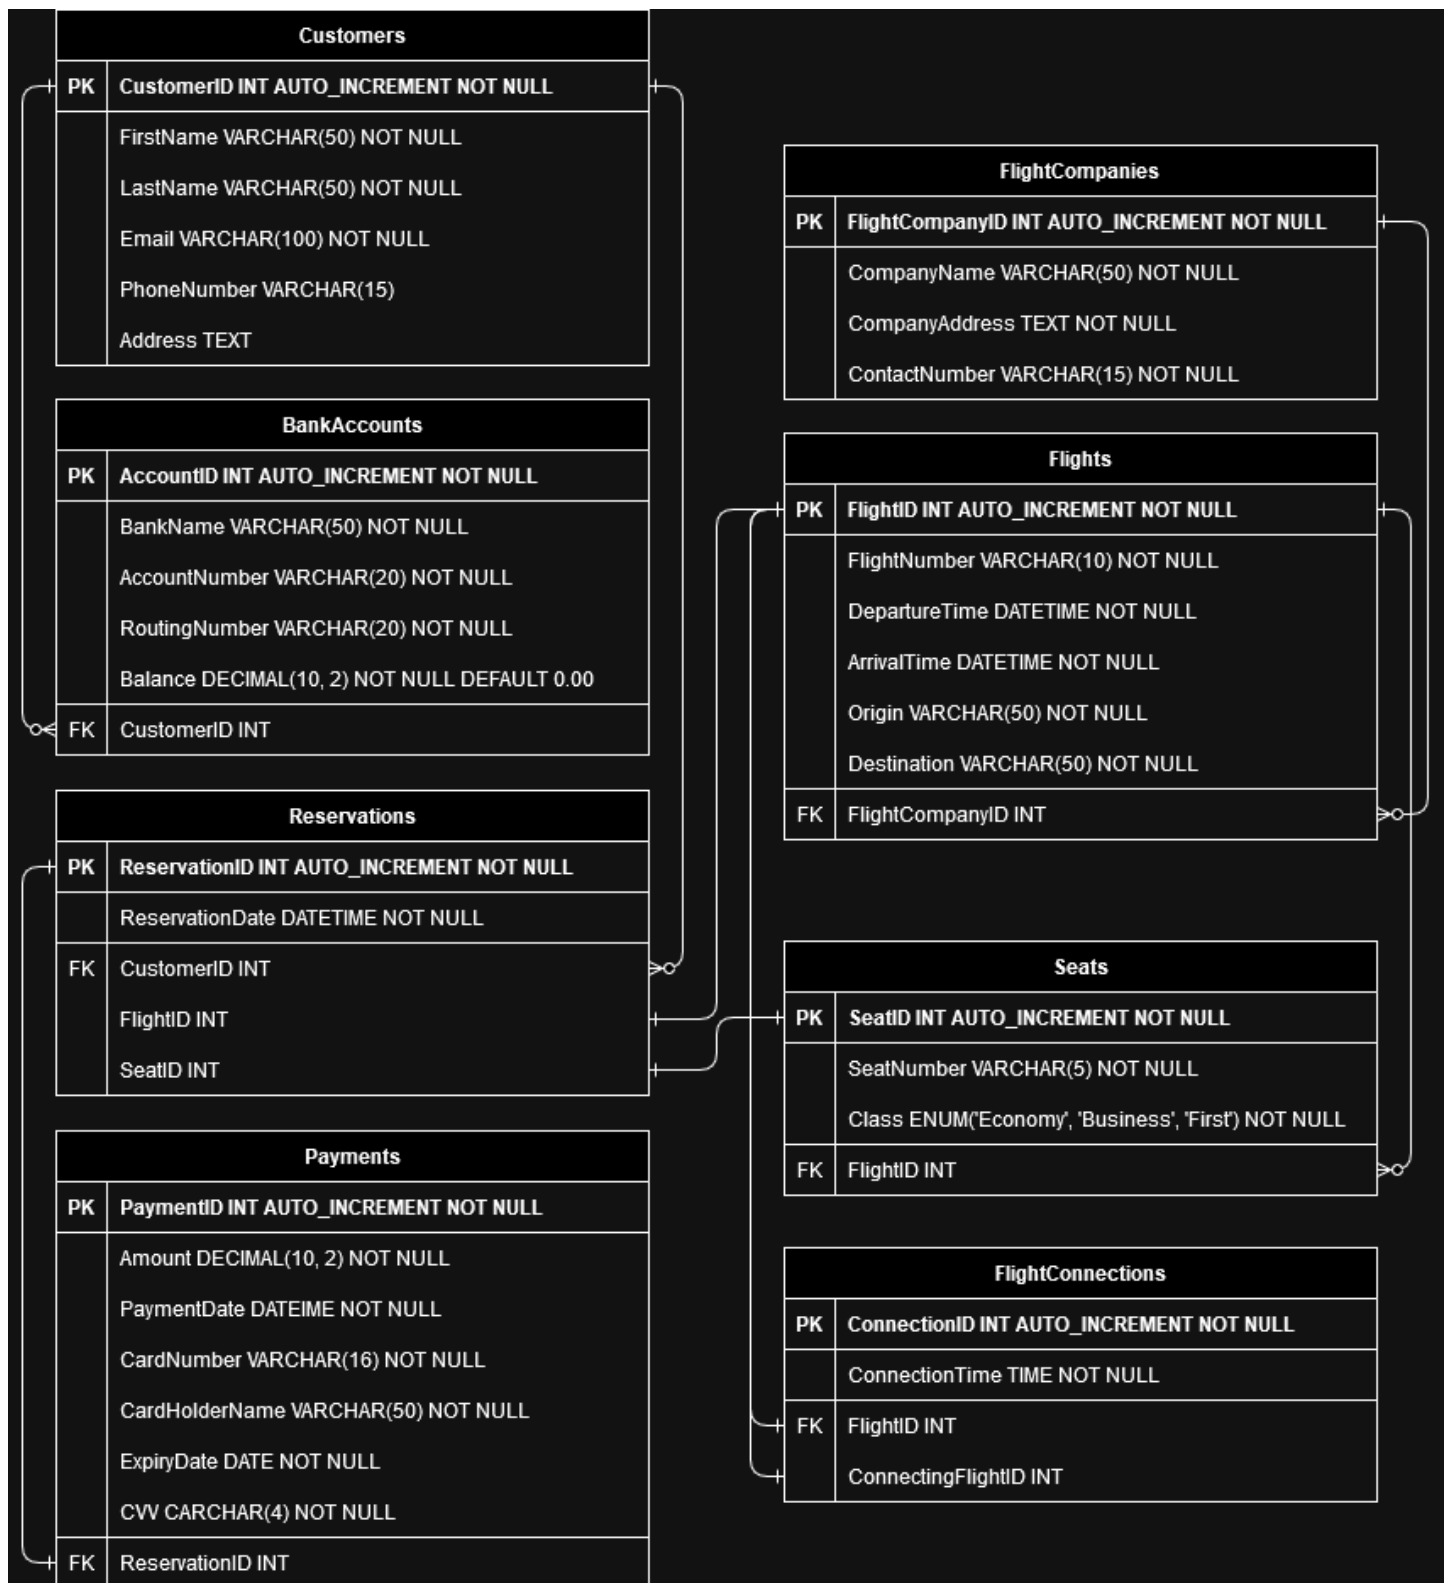 Customers
PK CustomerID INT AUTO_INCREMENT NOT NULL
FirstName VARCHAR(50) NOT NULL
LastName VARCHAR(50) NOT NULL
Email VARCHAR(100) NOT NULL
PhoneNumber VARCHAR(15)
Address TEXT
BankAccounts
PK AccountID INT AUTO_INCREMENT NOT NULL
BankName VARCHAR(50) NOT NULL
AccountNumber VARCHAR(20) NOT NULL
RoutingNumber VARCHAR(20) NOT NULL
Balance DECIMAL(10, 2) NOT NULL DEFAULT 0.00
FK CustomerID INT
Reservations
PK ReservationID INT AUTO_INCREMENT NOT NULL
ReservationDate DATETIME NOT NULL
FK CustomerID INT
FlightID INT
SeatID INT
Payments
PK PaymentID INT AUTO_INCREMENT NOT NULL
Amount DECIMAL(10, 2) NOT NULL
PaymentDate DATEIME NOT NULL
CardNumber VARCHAR(16) NOT NULL
CardHolderName VARCHAR(50) NOT NULL
ExpiryDate DATE NOT NULL
CVV CARCHAR(4) NOT NULL
FK ReservationID INT
FlightCompanies
PK FlightCompanyID INT AUTO_INCREMENT NOT NULL
CompanyName VARCHAR(50) NOT NULL
CompanyAddress TEXT NOT NULL
ContactNumber VARCHAR(15) NOT NULL
Flights
PK FlightID INT AUTO_INCREMENT NOT NULL
FlightNumber VARCHAR(10) NOT NULL
DepartureTime DATETIME NOT NULL
ArrivalTime DATETIME NOT NULL
Origin VARCHAR(50) NOT NULL
Destination VARCHAR(50) NOT NULL
FK FlightCompanyID INT
Seats
PK SeatID INT AUTO_INCREMENT NOT NULL
SeatNumber VARCHAR(5) NOT NULL
Class ENUM('Economy', 'Business', 'First') NOT NULL
FK FlightID INT
FlightConnections
PK ConnectionID INT AUTO_INCREMENT NOT NULL
ConnectionTime TIME NOT NULL
FK FlightID INT
ConnectingFlightID INT